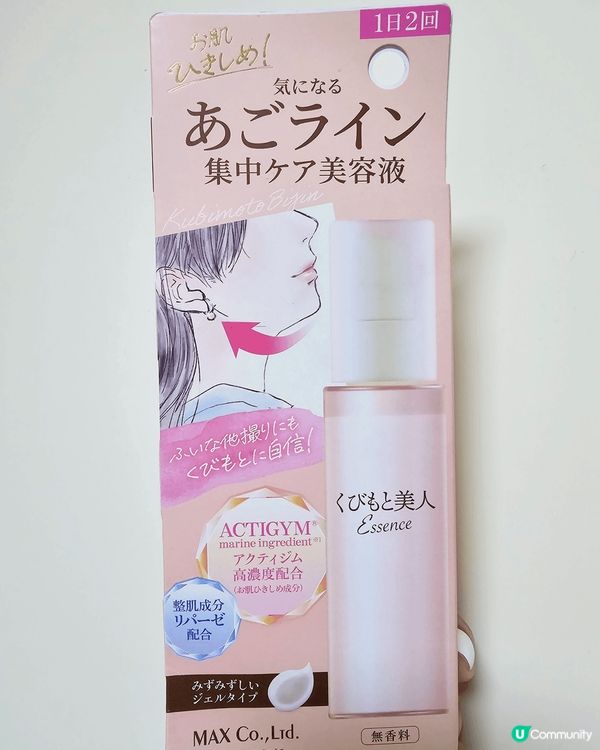 お肌
ひきしめ!
1日2回
気になる
あごライン
集中ケア美容液
Kubimoto Bijin
ふいな他撮りにも
くびもとに自信!
ACTIGYM®
marine ingredient※1
アクティジム
高濃度配合
(お肌ひきしめ成分)
整肌成分
リパーゼ
配合
くびもと美人
Essence
みずみずしい
ジェルタイプ
MAX Co.,Ltd.
無香料
U Community